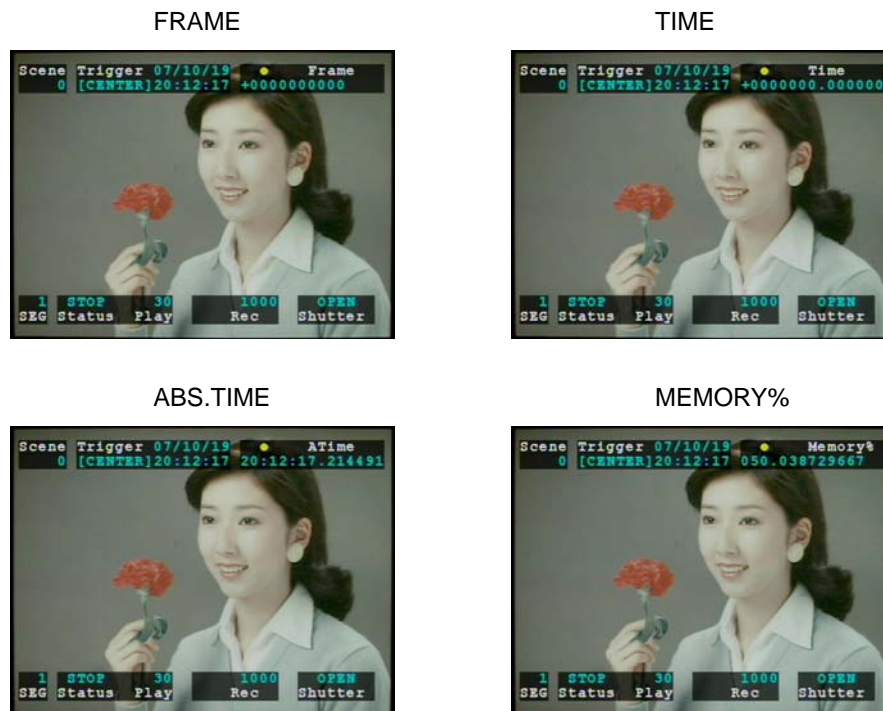 FRAME
Scene Trigger 07/10/19 Frame
0 [CENTER]20:12:17 +0000000000
1 STOP 30 1000 OPEN
SEG Status Play Rec Shutter
TIME
Scene Trigger 07/10/19 Time
0 [CENTER]20:12:17 +0000000.000000
1 STOP 30 1000 OPEN
SEG Status Play Rec Shutter
ABS.TIME
Scene Trigger 07/10/19 ATime
0 [CENTER]20:12:17 20:12:17.214491
1 STOP 30 1000 OPEN
SEG Status Play Rec Shutter
MEMORY%
Scene Trigger 07/10/19 Memory%
0 [CENTER]20:12:17 050.038729667
1 STOP 30 1000 OPEN
SEG Status Play Rec Shutter